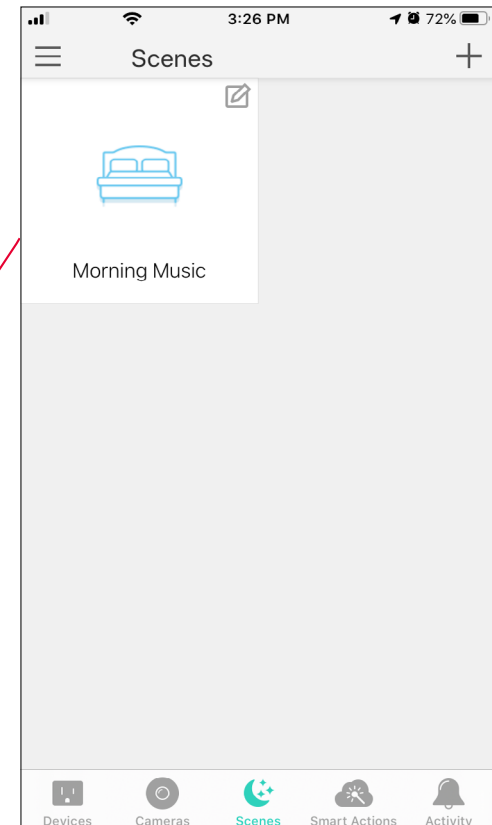 3:26 PM 72%
Scenes
Morning Music
Devices Cameras Scenes Smart Actions Activity